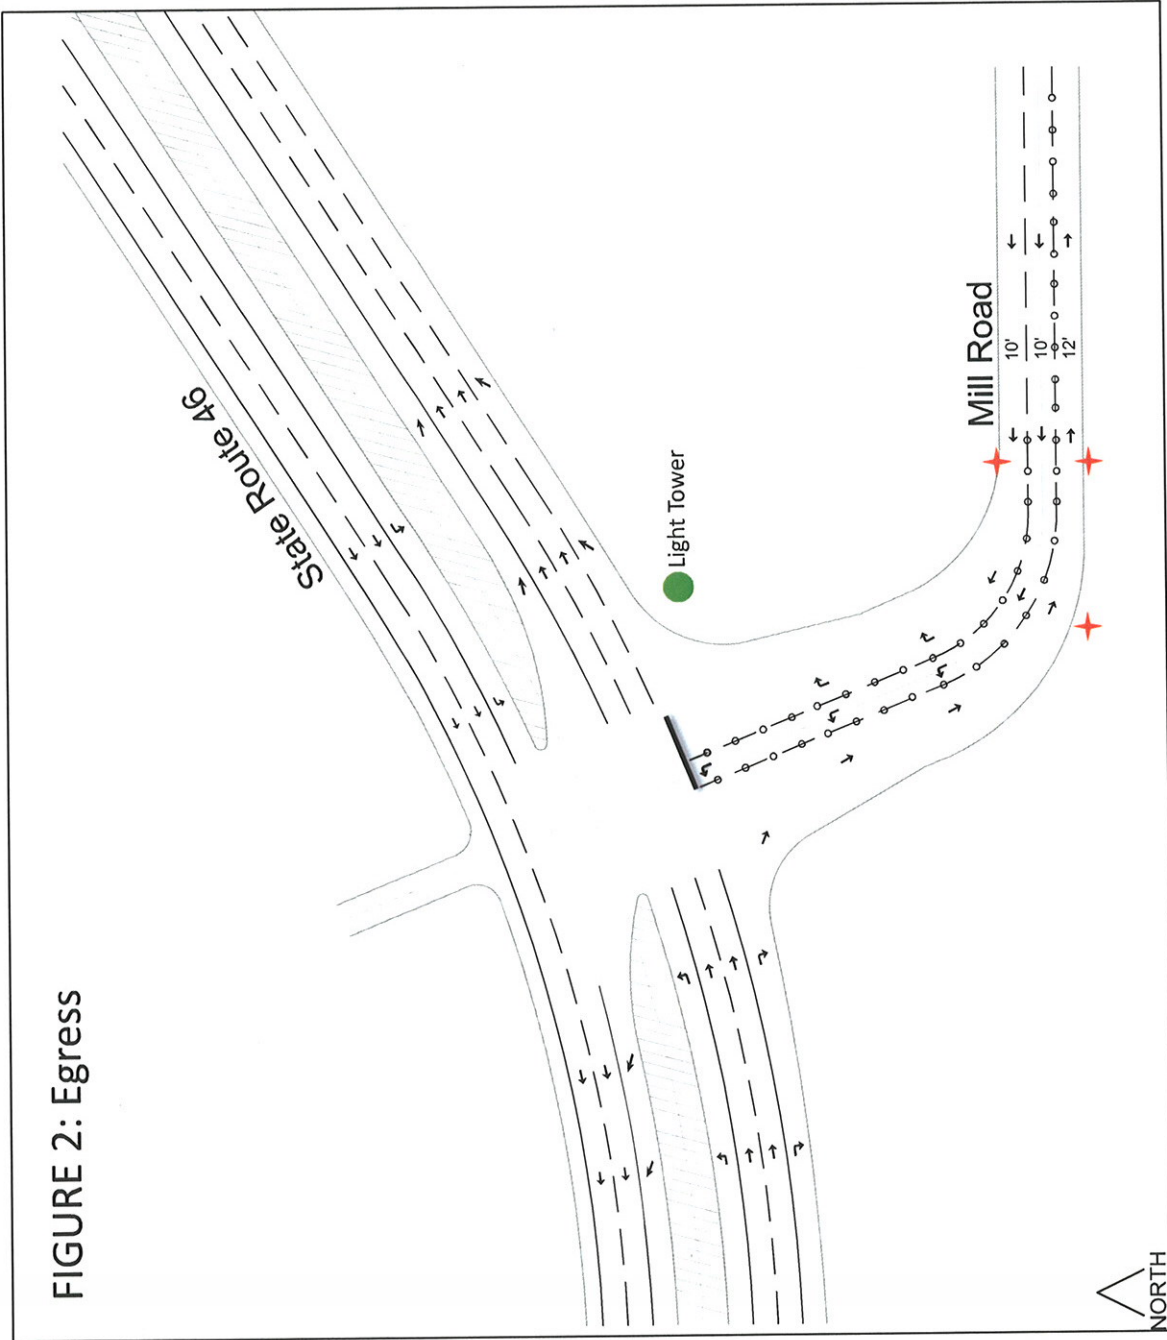 FIGURE 2: Egress
State Route 46
Light Tower
Mill Road
10'
10'
12'
NORTH